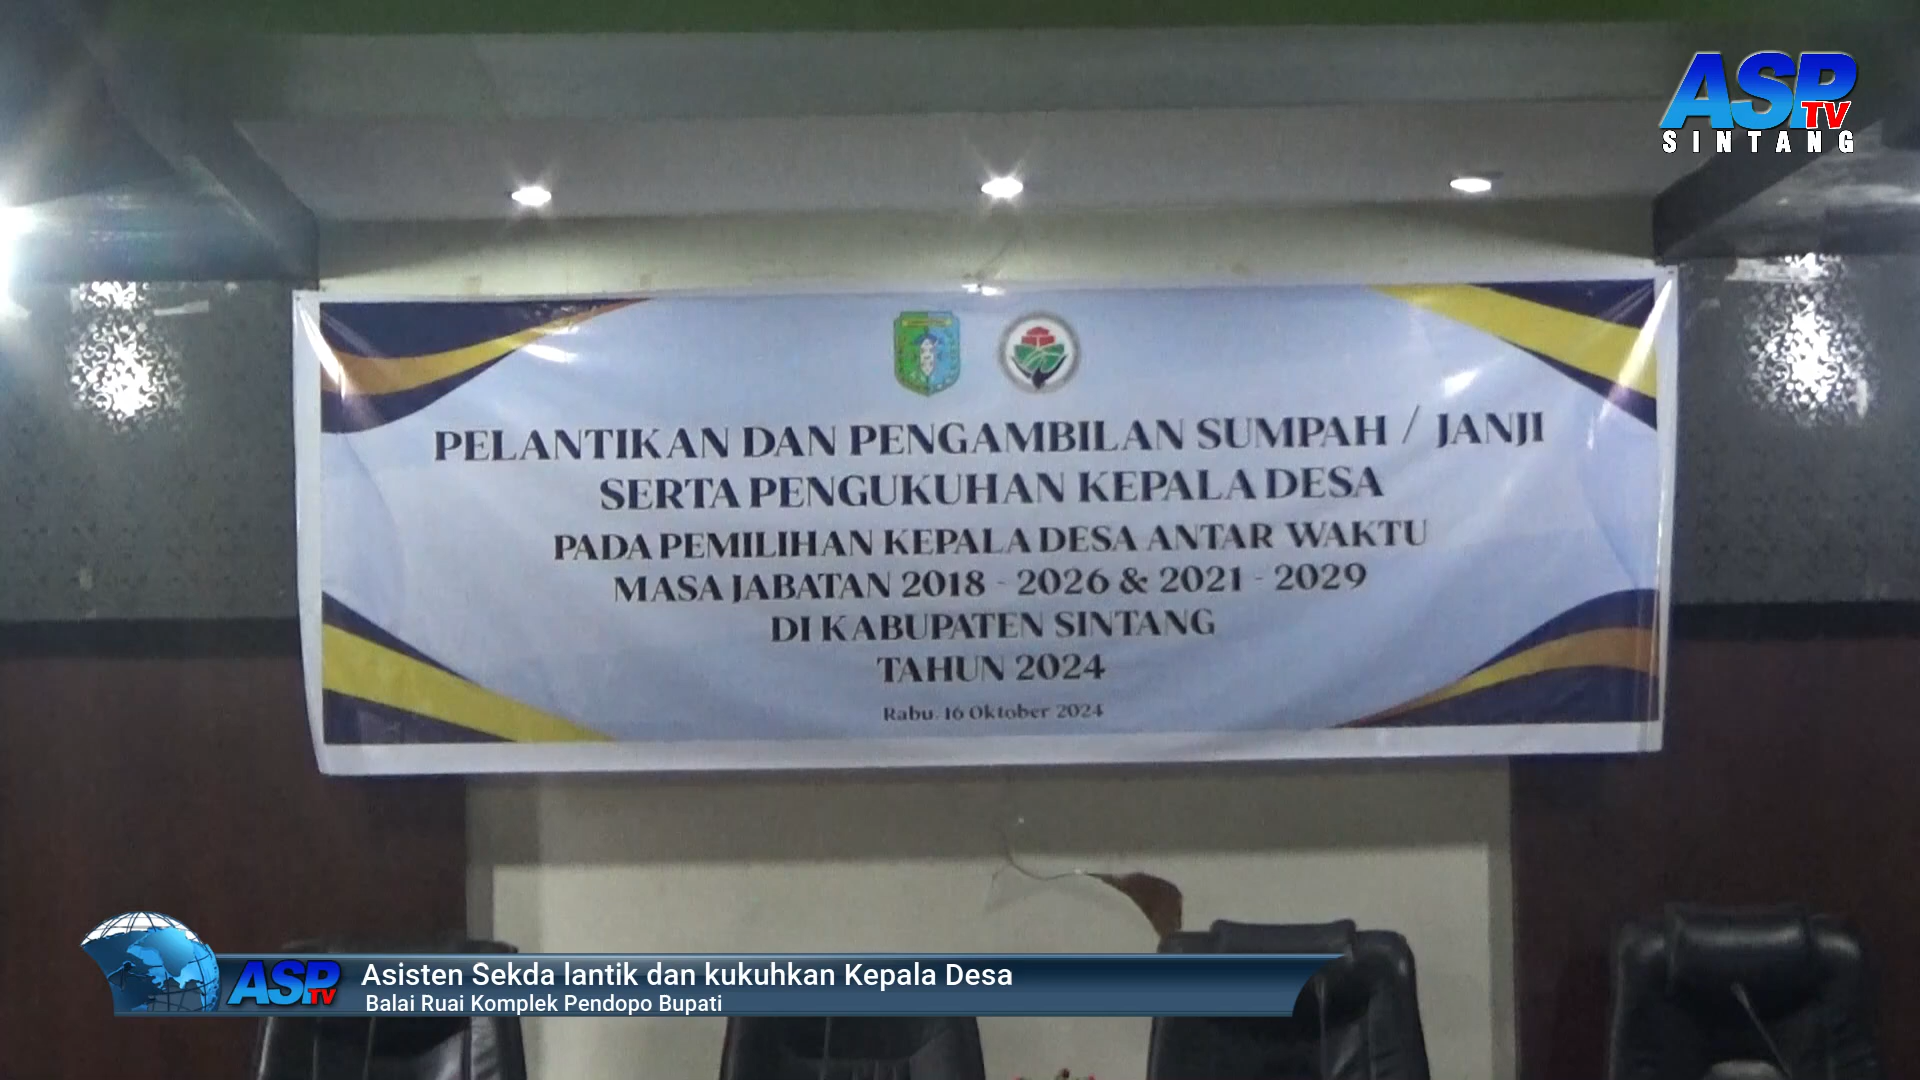 ASP
TV
SINTANG
PELANTIKAN DAN PENGAMBILAN SUMPAH / JANJI
SERTA PENGUKUHAN KEPALA DESA
PADA PEMILIHAN KEPALA DESA ANTAR WAKTU
MASA JABATAN 2018 - 2026 & 2021 - 2029
DI KABUPATEN SINTANG
TAHUN 2024
Rabu, 16 Oktober 2024
ASP TV
Asisten Sekda lantik dan kukuhkan Kepala Desa
Balai Ruai Komplek Pendopo Bupati